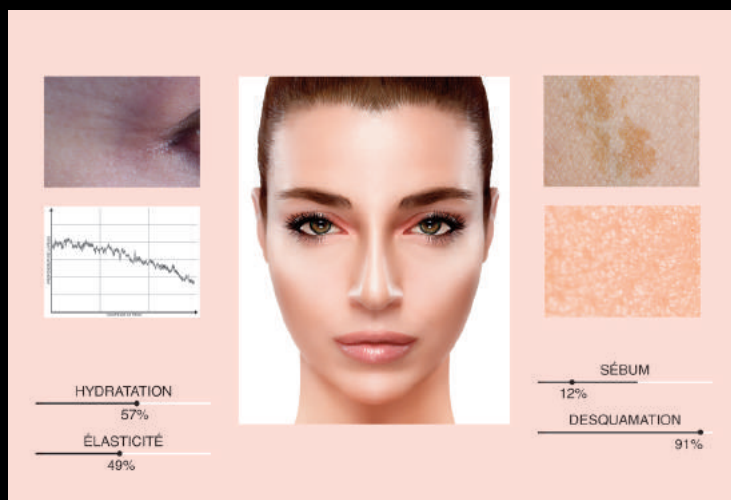 HYDRATATION
57%
ÉLASTICITÉ
49%
SÉBUM
12%
DESQUAMATION
91%